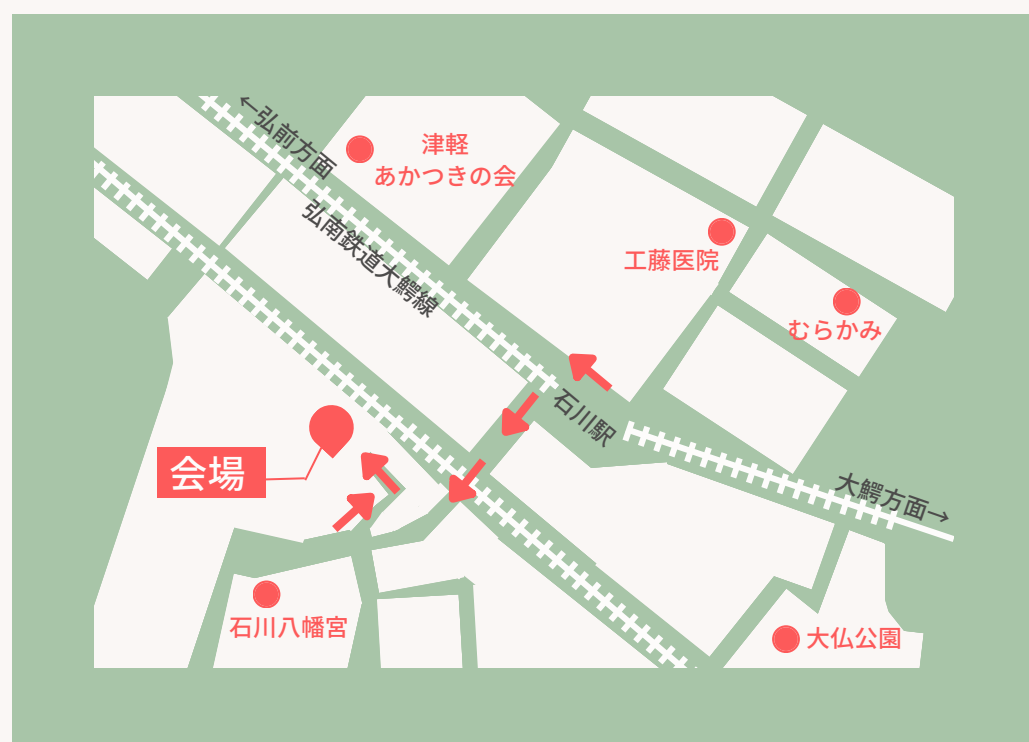 ←弘前方面
津軽
あかつきの会
弘南鉄道大鰐線
工藤医院
むらかみ
石川駅
会場
大鰐方面→
石川八幡宮
大仏公園